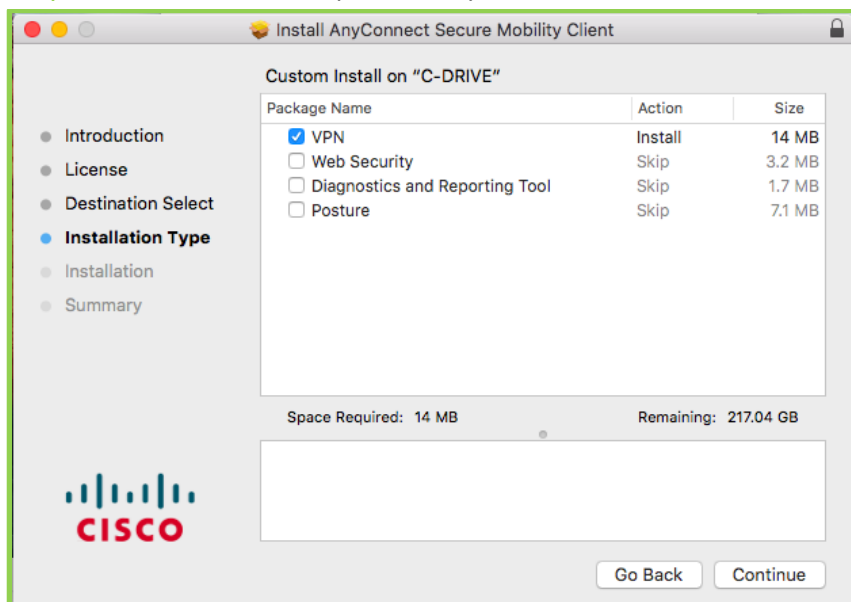 Install AnyConnect Secure Mobility Client
Custom Install on “C-DRIVE”
Package Name Action Size
VPN Install 14 MB
Web Security Skip 3.2 MB
Diagnostics and Reporting Tool Skip 1.7 MB
Posture Skip 7.1 MB
Introduction
License
Destination Select
Installation Type
Installation
Summary
Space Required: 14 MB Remaining: 217.04 GB
CISCO
Go Back Continue